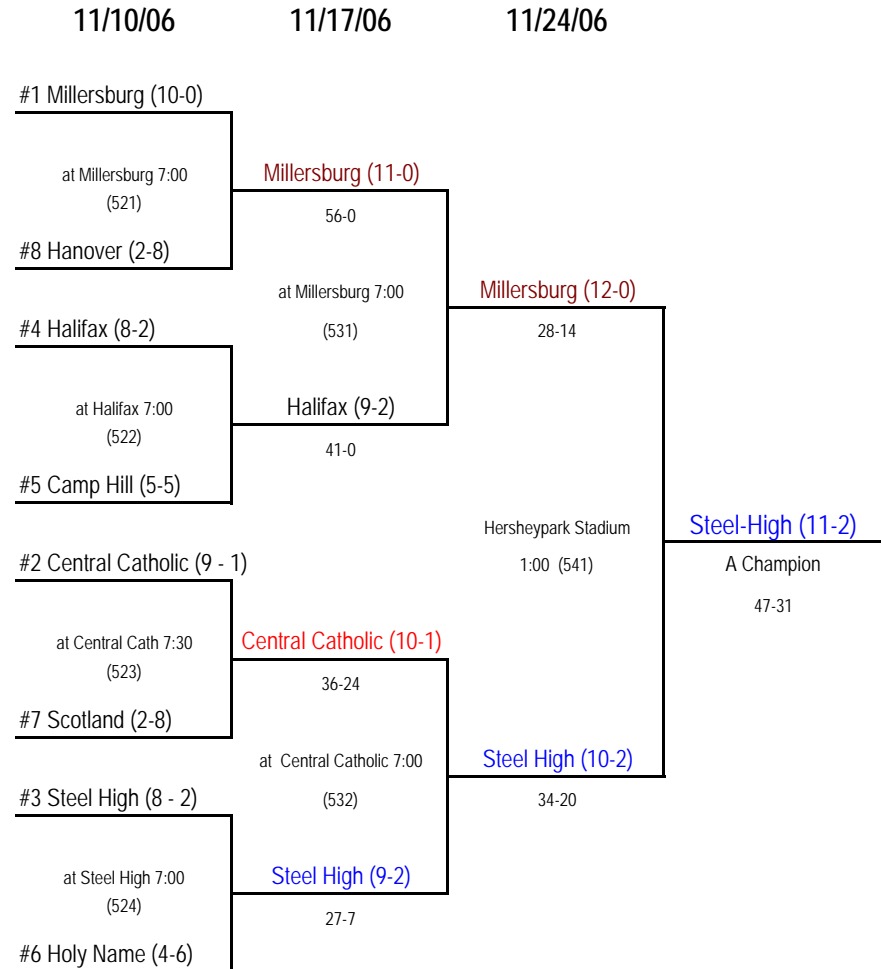 11/10/06 11/17/06 11/24/06
#1 Millersburg (10-0)
at Millersburg 7:00
(521)
Millersburg (11-0)
56-0
#8 Hanover (2-8)
at Millersburg 7:00
(531)
Millersburg (12-0)
28-14
#4 Halifax (8-2)
at Halifax 7:00
(522)
Halifax (9-2)
41-0
#5 Camp Hill (5-5)
Hersheypark Stadium
1:00 (541)
Steel-High (11-2)
A Champion
47-31
#2 Central Catholic (9 - 1)
at Central Cath 7:30
(523)
Central Catholic (10-1)
36-24
#7 Scotland (2-8)
at Central Catholic 7:00
(532)
Steel High (10-2)
34-20
#3 Steel High (8 - 2)
at Steel High 7:00
(524)
Steel High (9-2)
27-7
#6 Holy Name (4-6)